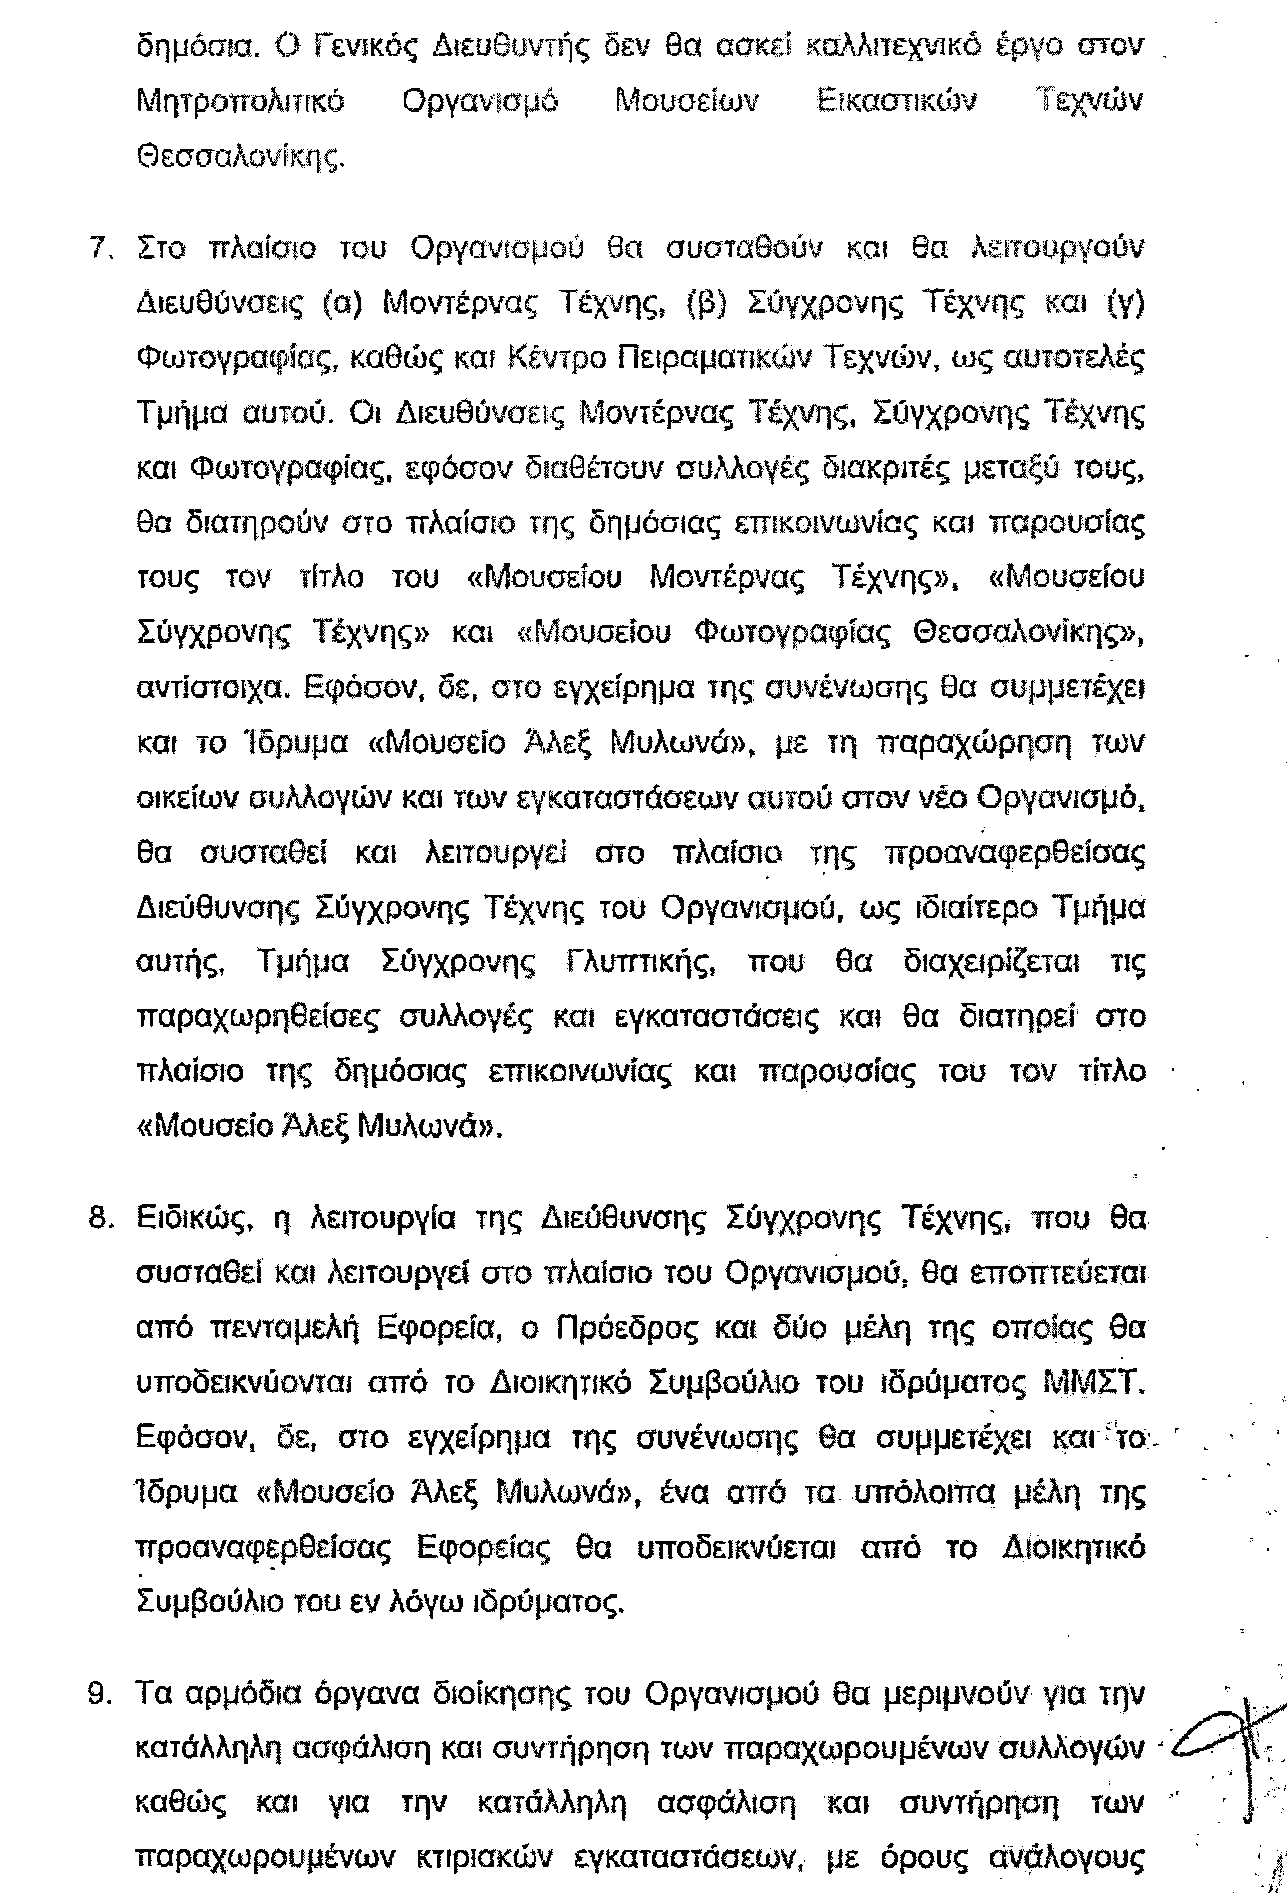 δημόσια. Ο Γενικός Διευθυντής δεν θα ασκεί καλλιτεχνικό έργο στον
Μητροπολιτικό Οργανισμό Μουσείων Εικαστικών Τεχνών
Θεσσαλονίκης.
7. Στο πλαίσιο του Οργανισμού θα συσταθούν και θα λειτουργούν
Διευθύνσεις (α) Μοντέρνας Τέχνης, (β) Σύγχρονης Τέχνης και (γ)
Φωτογραφίας, καθώς και Κέντρο Πειραματικών Τεχνών, ως αυτοτελές
Τμήμα αυτού. Οι Διευθύνσεις Μοντέρνας Τέχνης, Σύγχρονης Τέχνης
και Φωτογραφίας, εφόσον διαθέτουν συλλογές διακριτές μεταξύ τους,
θα διατηρούν στο πλαίσιο της δημόσιας επικοινωνίας και παρουσίας
τους τον τίτλο του «Μουσείου Μοντέρνας Τέχνης», «Μουσείου
Σύγχρονης Τέχνης» και «Μουσείου Φωτογραφίας Θεσσαλονίκης»,
αντίστοιχα. Εφόσον, δε, στο εγχείρημα της συνένωσης θα συμμετέχει
και το Ίδρυμα «Μουσείο Άλεξ Μυλωνά», με τη παραχώρηση των
οικείων συλλογών και των εγκαταστάσεων αυτού στον νέο Οργανισμό,
θα συσταθεί και λειτουργεί στο πλαίσιο της προαναφερθείσας
Διεύθυνσης Σύγχρονης Τέχνης του Οργανισμού, ως ιδιαίτερο Τμήμα
αυτής, Τμήμα Σύγχρονης Γλυπτικής, που θα διαχειρίζεται τις
παραχωρηθείσες συλλογές και εγκαταστάσεις και θα διατηρεί στο
πλαίσιο της δημόσιας επικοινωνίας και παρουσίας του τον τίτλο
«Μουσείο Άλεξ Μυλωνά».
8. Ειδικώς, η λειτουργία της Διεύθυνσης Σύγχρονης Τέχνης, που θα
συσταθεί και λειτουργεί στο πλαίσιο του Οργανισμού, θα εποπτεύεται
από πενταμελή Εφορεία, ο Πρόεδρος και δύο μέλη της οποίας θα
υποδεικνύονται από το Διοικητικό Συμβούλιο του ιδρύματος ΜΜΣΤ.
Εφόσον, δε, στο εγχείρημα της συνένωσης θα συμμετέχει και το
Ίδρυμα «Μουσείο Άλεξ Μυλωνά», ένα από τα υπόλοιπα μέλη της
προαναφερθείσας Εφορείας θα υποδεικνύεται από το Διοικητικό
Συμβούλιο του εν λόγω ιδρύματος.
9. Τα αρμόδια όργανα διοίκησης του Οργανισμού θα μεριμνούν για την
κατάλληλη ασφάλιση και συντήρηση των παραχωρουμένων συλλογών
καθώς και για την κατάλληλη ασφάλιση και συντήρηση των
παραχωρουμένων κτιριακών εγκαταστάσεων, με όρους ανάλογους